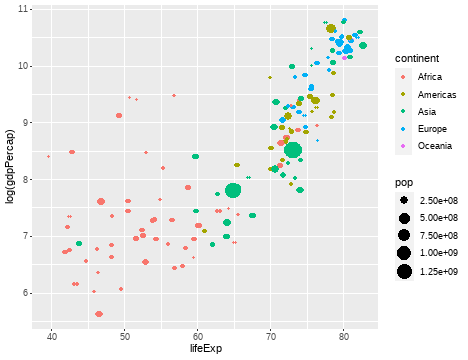 11
10
9
8
7
6
log(gdpPercap)
40
50
60
70
80
lifeExp
continent
Africa
Americas
Asia
Europe
Oceania
pop
2.50e+08
5.00e+08
7.50e+08
1.00e+09
1.25e+09